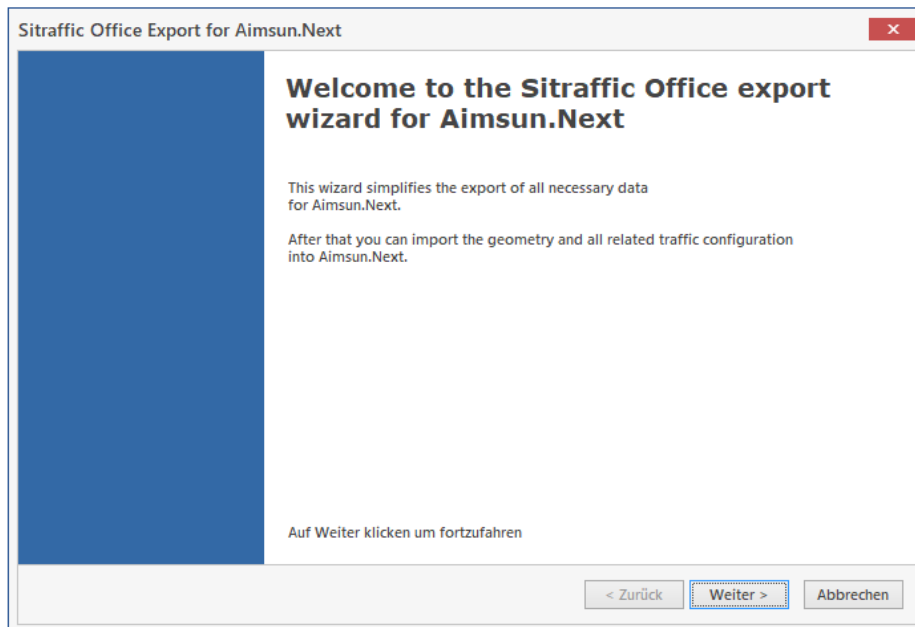 Sitraffic Office Export for Aimsun.Next
Welcome to the Sitraffic Office export
wizard for Aimsun.Next
This wizard simplifies the export of all necessary data
for Aimsun.Next.
After that you can import the geometry and all related traffic configuration
into Aimsun.Next.
Auf Weiter klicken um fortzufahren
< Zurück Weiter > Abbrechen